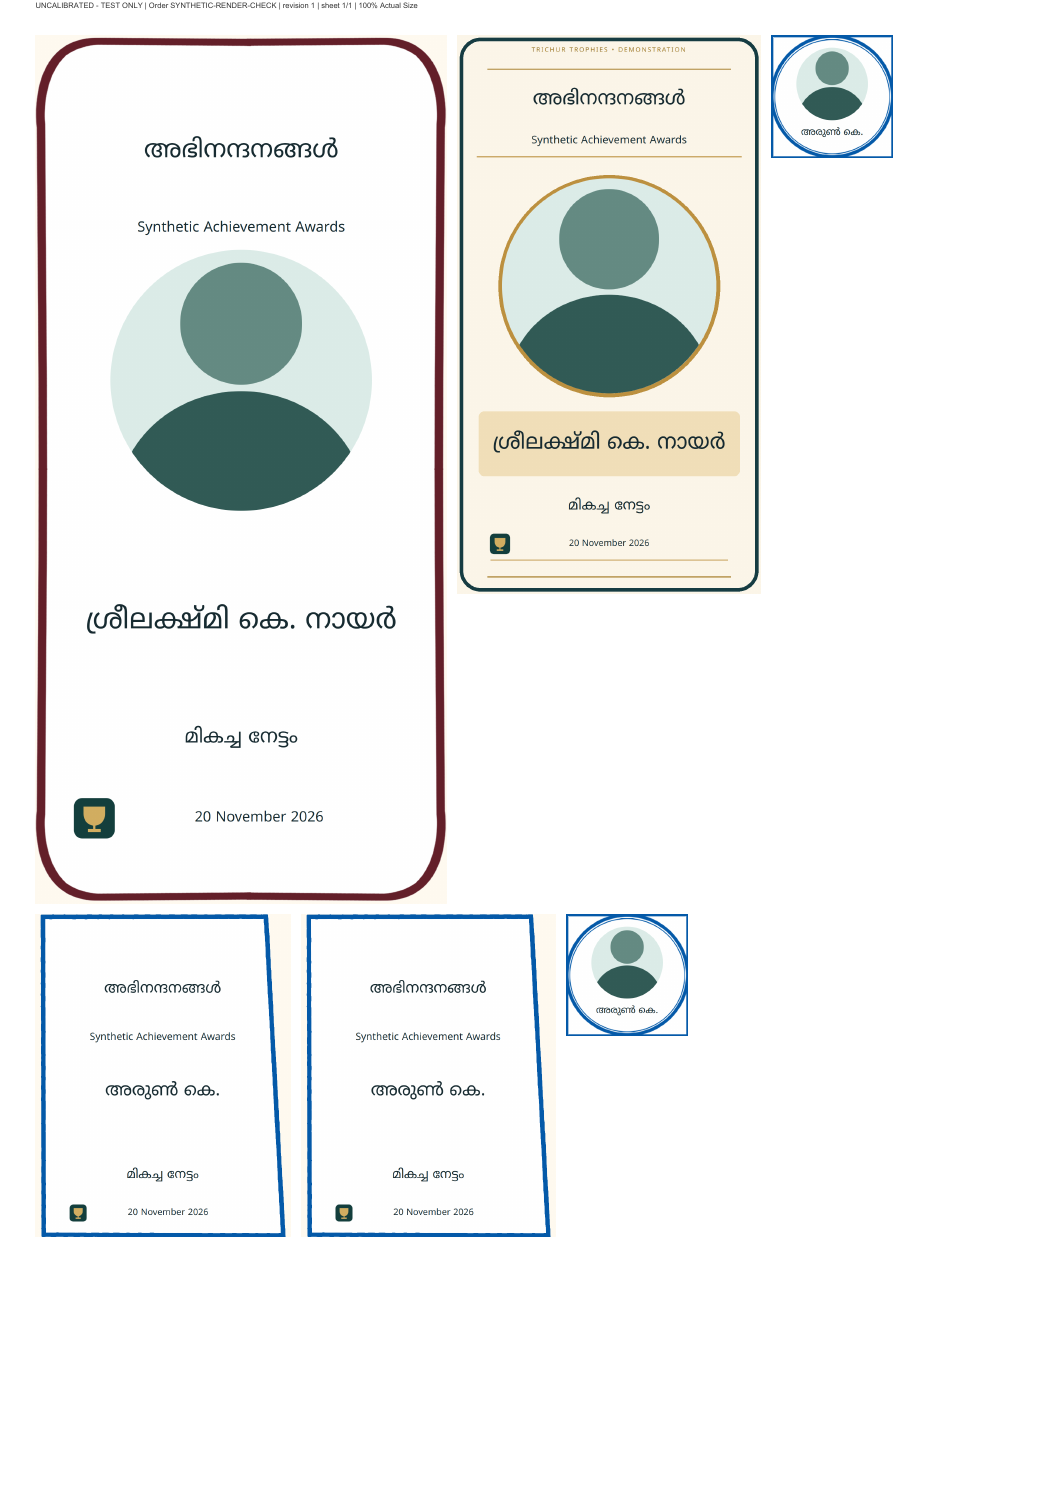 UNCALIBRATED - TEST ONLY | Order SYNTHETIC-RENDER-CHECK | revision 1 | sheet 1/1 | 100% Actual Size
അഭിനന്ദനങ്ങൾ
Synthetic Achievement Awards
ശ്രീലക്ഷ്മി കെ. നായർ
മികച്ച നേട്ടം
20 November 2026
TRICHUR TROPHIES • DEMONSTRATION
അഭിനന്ദനങ്ങൾ
Synthetic Achievement Awards
ശ്രീലക്ഷ്മി കെ. നായർ
മികച്ച നേട്ടം
20 November 2026
അരുൺ കെ.
അഭിനന്ദനങ്ങൾ
Synthetic Achievement Awards
അരുൺ കെ.
മികച്ച നേട്ടം
20 November 2026
അഭിനന്ദനങ്ങൾ
Synthetic Achievement Awards
അരുൺ കെ.
മികച്ച നേട്ടം
20 November 2026
അരുൺ കെ.